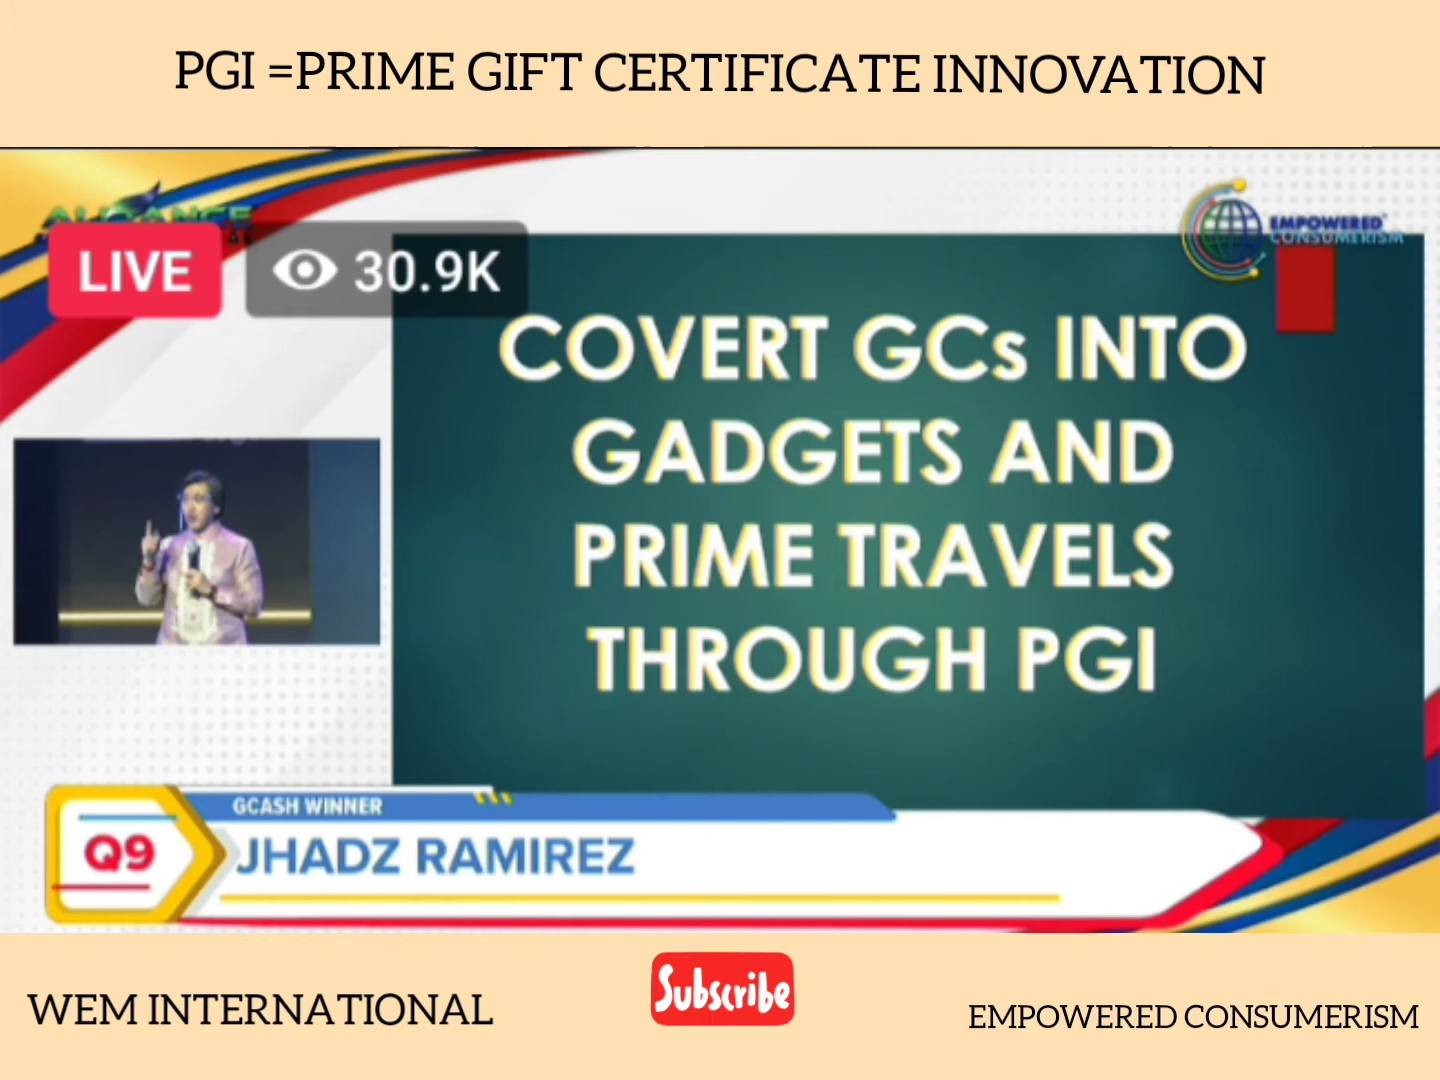 PGI =PRIME GIFT CERTIFICATE INNOVATION
ALLIANCE
EMPOWERED
CONSUMERISM
LIVE
30.9K
COVERT GCs INTO
GADGETS AND
PRIME TRAVELS
THROUGH PGI
GCASH WINNER
Q9
JHADZ RAMIREZ
WEM INTERNATIONAL
Subscribe
EMPOWERED CONSUMERISM